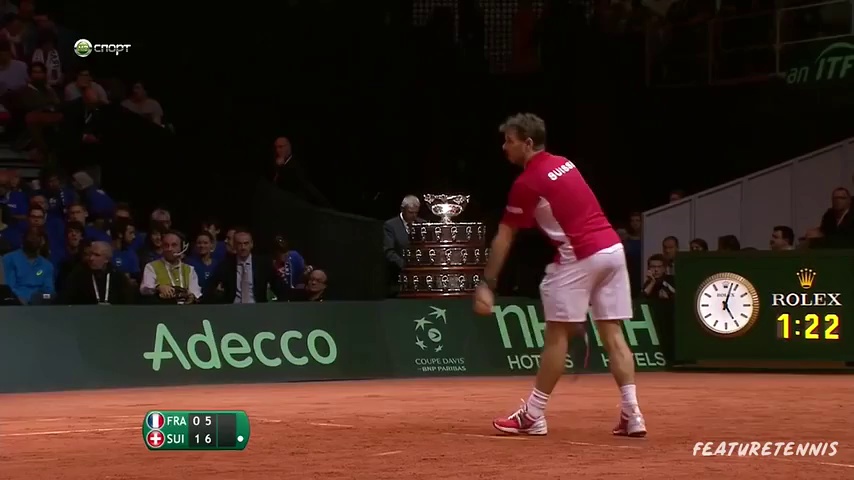 спорт
an ITF
SUISSE
ROLEX
1:22
Adecco
COUPE DAVIS
BY BNP PARIBAS
NH
HOTELS HOTELS
FRA 0 5
SUI 1 6
FEATURETENNIS